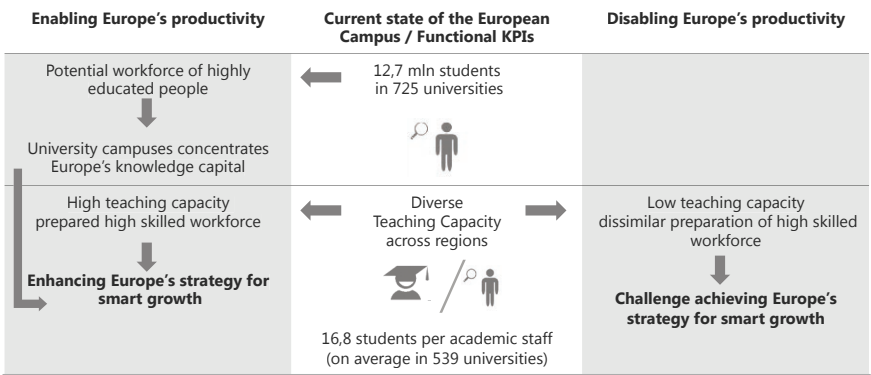 Enabling Europe's productivity
Current state of the European
Campus / Functional KPIs
Disabling Europe's productivity
Potential workforce of highly
educated people
12,7 mln students
in 725 universities
University campuses concentrates
Europe's knowledge capital
High teaching capacity
prepared high skilled workforce
Diverse
Teaching Capacity
across regions
Low teaching capacity
dissimilar preparation of high skilled
workforce
Enhancing Europe's strategy for
smart growth
Challenge achieving Europe's
strategy for smart growth
16,8 students per academic staff
(on average in 539 universities)